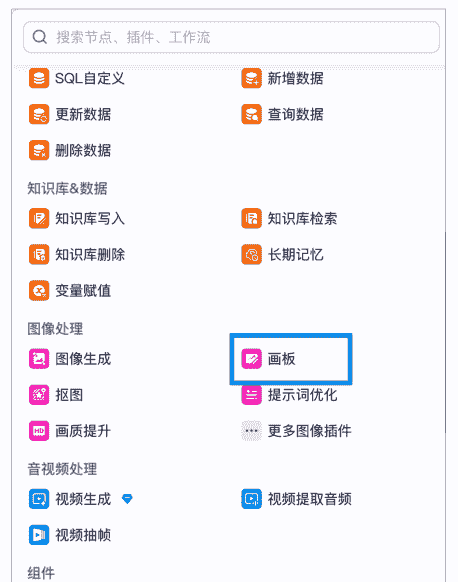 搜索节点、插件、工作流
SQL自定义 新增数据
更新数据 查询数据
删除数据
知识库&数据
知识库写入 知识库检索
知识库删除 长期记忆
变量赋值
图像处理
图像生成 画板
抠图 提示词优化
画质提升 更多图像插件
音视频处理
视频生成 视频提取音频
视频抽帧
组件